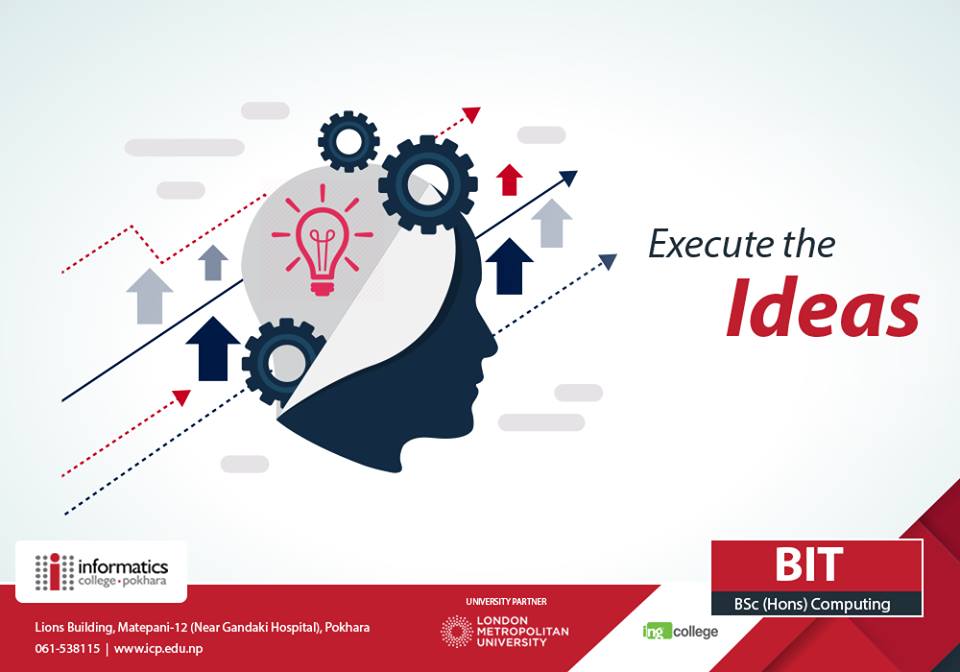 Execute the
Ideas
informatics
college • pokhara
Lions Building, Matepani-12 (Near Gandaki Hospital), Pokhara
061-538115 | www.icp.edu.np
UNIVERSITY PARTNER
LONDON
METROPOLITAN
UNIVERSITY
ing college
BIT
BSc (Hons) Computing